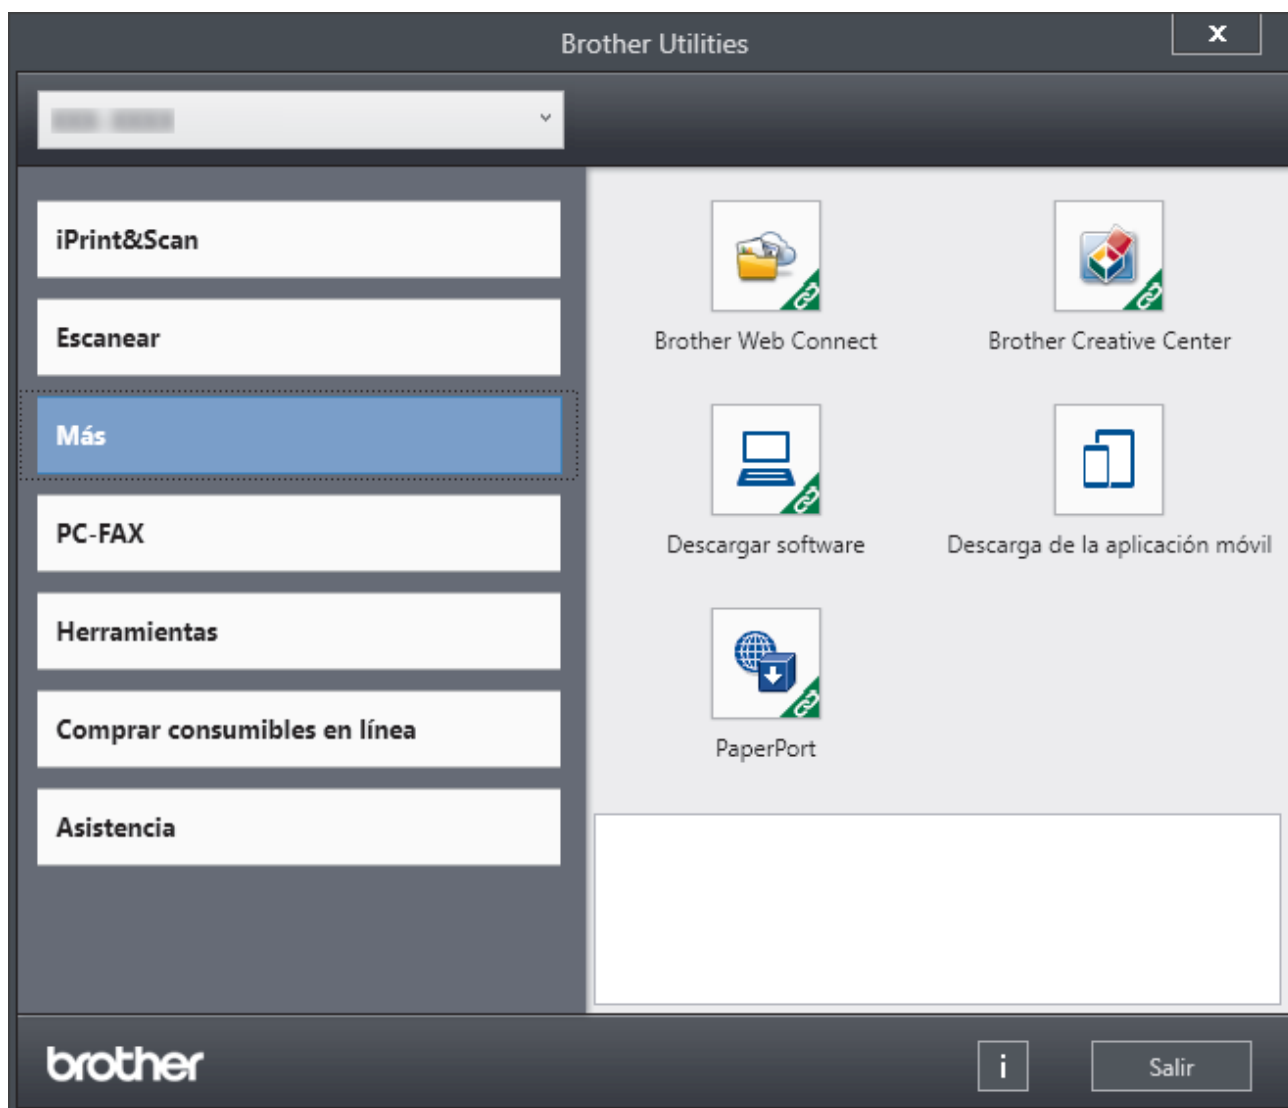 Brother Utilities
x
iPrint&Scan
Escanear
Más
PC-FAX
Herramientas
Comprar consumibles en línea
Asistencia
Brother Web Connect
Brother Creative Center
Descargar software
Descarga de la aplicación móvil
PaperPort
brother
i
Salir